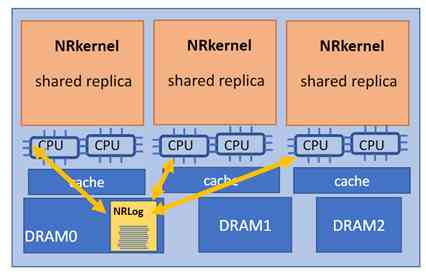 NRkernel
shared replica
NRkernel
shared replica
NRkernel
shared replica
CPU
CPU
CPU
CPU
CPU
CPU
cache
cache
cache
NRLog
DRAM0
DRAM1
DRAM2